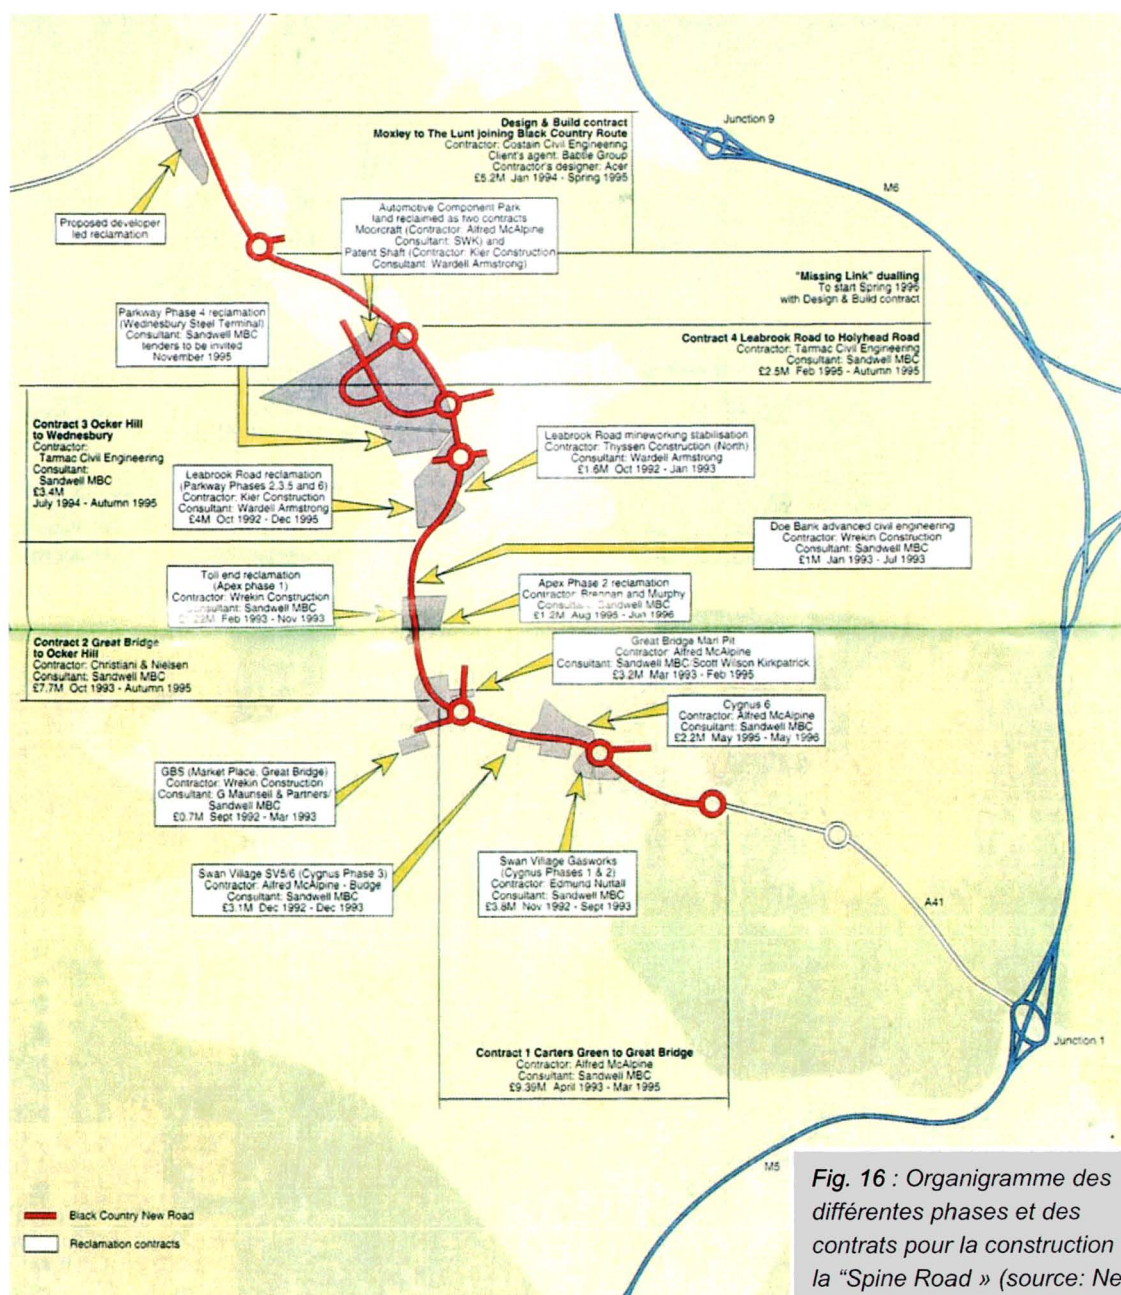 Junction 9
M6
Design & Build contract
Moxley to The Lunt joining Black Country Route
Contractor: Costain Civil Engineering
Client's agent: Babtie Group
Contractor's designer: Acer
£5.2M Jan 1994 - Spring 1995
Proposed developer
led reclamation
Automotive Component Park
land reclaimed as two contracts
Moorcraft (Contractor: Alfred McAlpine
Consultant: SWK) and
Patent Shaft (Contractor: Kier Construction
Consultant: Wardell Armstrong)
"Missing Link" dualling
To start Spring 1996
with Design & Build contract
Parkway Phase 4 reclamation
(Wednesbury Steel Terminal)
Consultant: Sandwell MBC
tenders to be invited
November 1995
Contract 4 Leabrook Road to Holyhead Road
Contractor: Tarmac Civil Engineering
Consultant: Sandwell MBC
£2.5M Feb 1995 - Autumn 1995
Contract 3 Ocker Hill
to Wednesbury
Contractor:
Tarmac Civil Engineering
Consultant:
Sandwell MBC
£3.4M
July 1994 - Autumn 1995
Leabrook Road mineworking stabilisation
Contractor: Thyssen Construction (North)
Consultant: Wardell Armstrong
£1.6M Oct 1992 - Jan 1993
Leabrook Road reclamation
(Parkway Phases 2,3,5 and 6)
Contractor: Kier Construction
Consultant: Wardell Armstrong
£4M Oct 1992 - Dec 1995
Doe Bank advanced civil engineering
Contractor: Wrekin Construction
Consultant: Sandwell MBC
£1M Jan 1993 - Jul 1993
Toll end reclamation
(Apex phase 1)
Contractor: Wrekin Construction
Consultant: Sandwell MBC
Feb 1993 - Nov 1993
Apex Phase 2 reclamation
Contractor: Brennan and Murphy
Sandwell MBC
£1.2M Aug 1995 - Jun 1996
Contract 2 Great Bridge
to Ocker Hill
Contractor: Christiani & Nielsen
Consultant: Sandwell MBC
£7.7M Oct 1993 - Autumn 1995
Great Bridge Marl Pit
Contractor: Alfred McAlpine
Consultant: Sandwell MBC/Scott Wilson Kirkpatrick
£3.2M Mar 1993 - Feb 1995
Cygnus 6
Contractor: Alfred McAlpine
Consultant: Sandwell MBC
£2.2M May 1995 - May 1996
GBS (Market Place, Great Bridge)
Contractor: Wrekin Construction
Consultant: G Maunsell & Partners/
Sandwell MBC
£0.7M Sept 1992 - Mar 1993
Swan Village SV5/6 (Cygnus Phase 3)
Contractor: Alfred McAlpine - Budge
Consultant: Sandwell MBC
£3.1M Dec 1992 - Dec 1993
Swan Village Gasworks
(Cygnus Phases 1 & 2)
Contractor: Edmund Nuttall
Consultant: Sandwell MBC
£3.8M Nov 1992 - Sept 1993
A41
Junction 1
Contract 1 Carters Green to Great Bridge
Contractor: Alfred McAlpine
Consultant: Sandwell MBC
£9.39M April 1993 - Mar 1995
M5
Black Country New Road
Reclamation contracts
Fig. 16 : Organigramme des
différentes phases et des
contrats pour la construction
la “Spine Road » (source: Ne